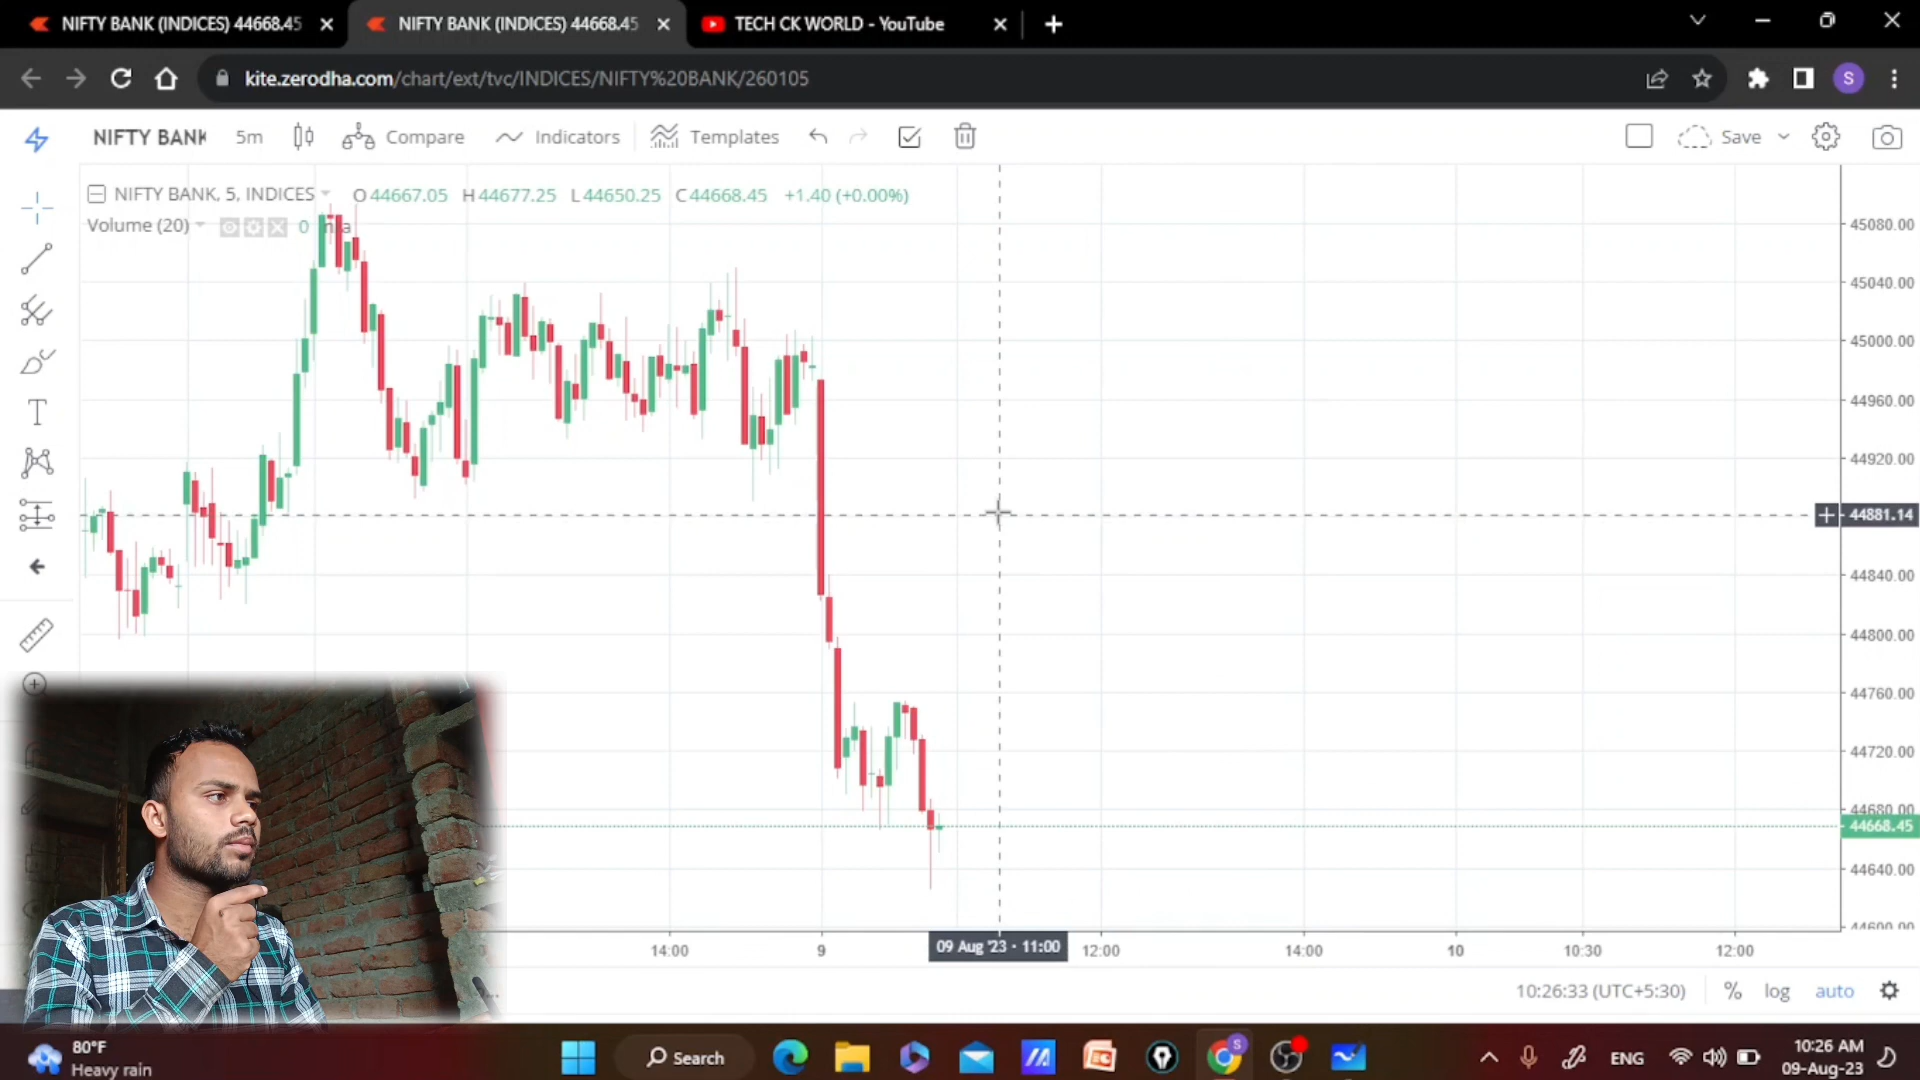 NIFTY BANK (INDICES) 44668.45
NIFTY BANK (INDICES) 44668.45
TECH CK WORLD - YouTube
kite.zerodha.com/chart/ext/tvc/INDICES/NIFTY%20BANK/260105
S
NIFTY BANK
5m
Compare
Indicators
Templates
Save
NIFTY BANK, 5, INDICES
O 44667.05 H 44677.25 L 44650.25 C 44668.45 +1.40 (+0.00%)
Volume (20)
0 n/a
45080.00
45040.00
45000.00
44960.00
44920.00
44881.14
44840.00
44800.00
44760.00
44720.00
44680.00
44668.45
44640.00
44600.00
14:00
9
09 Aug '23 - 11:00
12:00
14:00
10
10:30
12:00
10:26:33 (UTC+5:30)
%
log
auto
80°F
Heavy rain
Search
S
ENG
10:26 AM
09-Aug-23